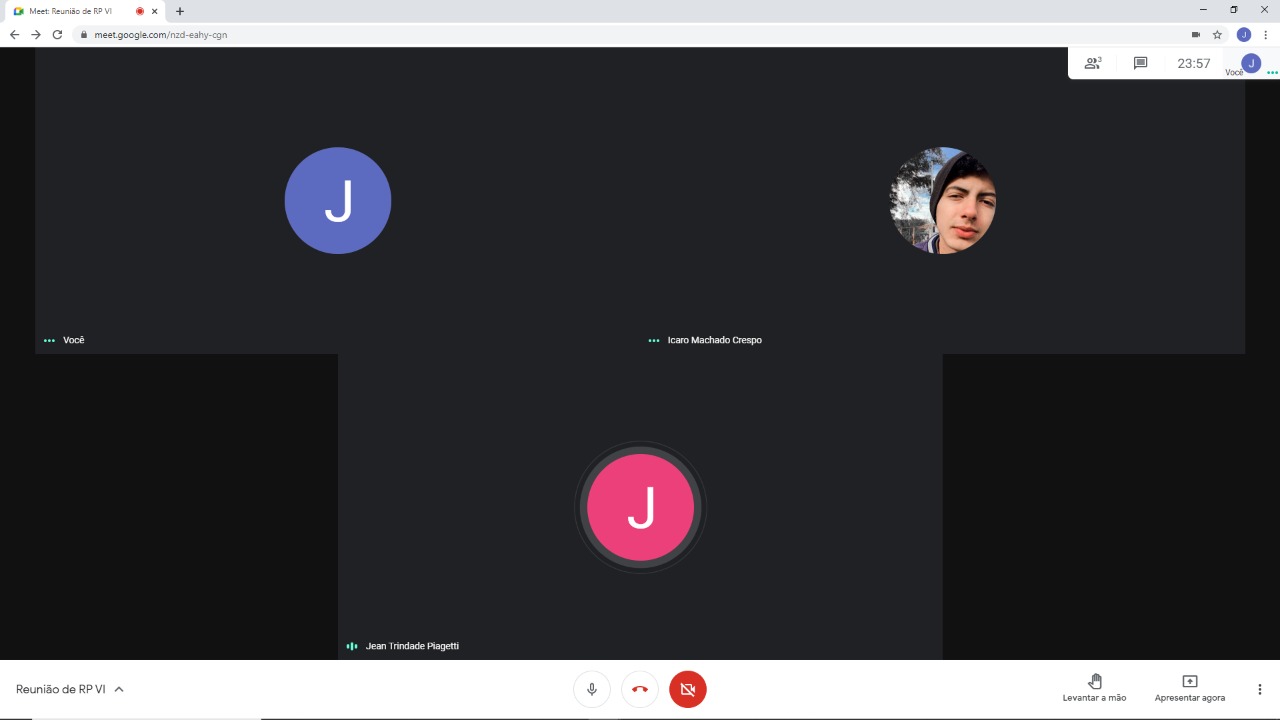 Meet: Reunião de RP VI
meet.google.com/nzd-eahy-cgn
J
3
23:57
Você
J
J
Você
Icaro Machado Crespo
J
Jean Trindade Piagetti
Reunião de RP VI
Levantar a mão
Apresentar agora